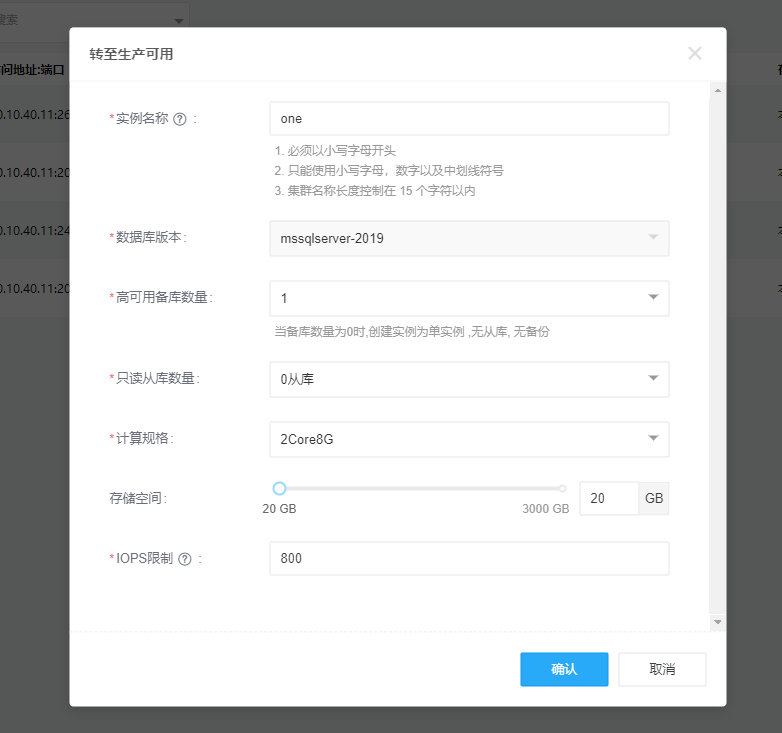 搜索
转至生产可用
问地址:端口
0.10.40.11:26
0.10.40.11:20
0.10.40.11:24
0.10.40.11:20
*实例名称 ? :
one
1. 必须以小写字母开头
2. 只能使用小写字母，数字以及中划线符号
3. 集群名称长度控制在 15 个字符以内
*数据库版本:
mssqlserver-2019
*高可用备库数量:
1
当备库数量为0时,创建实例为单实例 ,无从库, 无备份
*只读从库数量:
0从库
*计算规格:
2Core8G
存储空间:
20 GB
3000 GB
20
GB
*IOPS限制 ? :
800
确认
取消